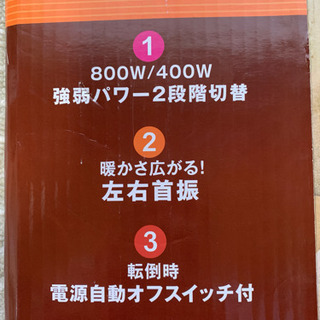 1
800W/400W
強弱パワー2段階切替
2
暖かさ広がる!
左右首振
3
転倒時
電源自動オフスイッチ付